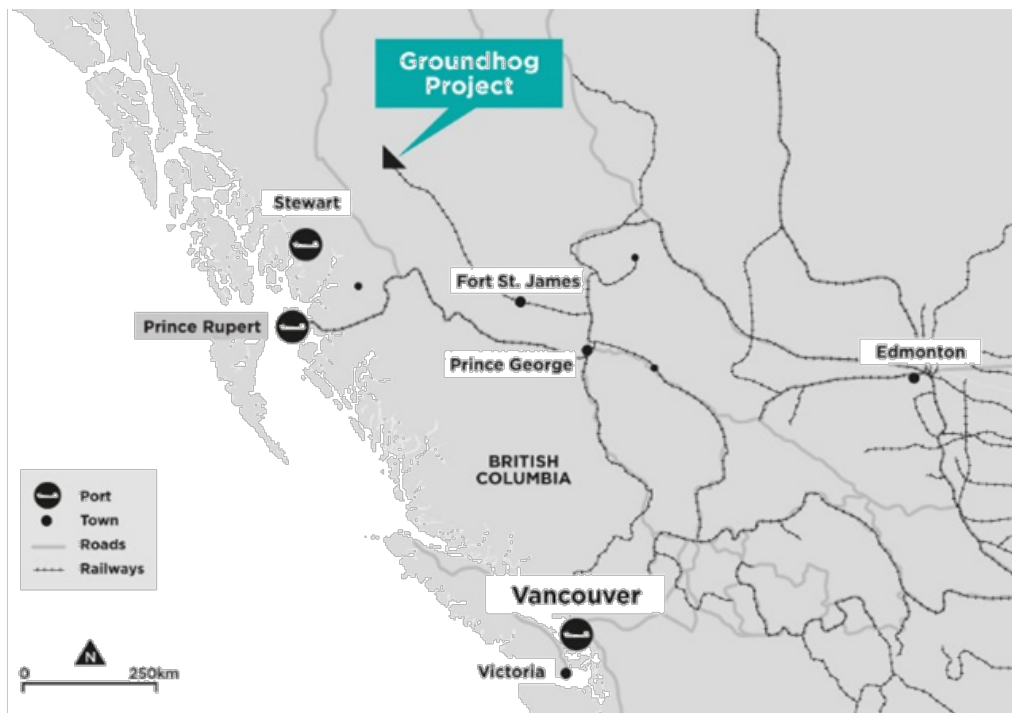 Groundhog
Project
Stewart
Fort St. James
Prince Rupert
Prince George
Edmonton
BRITISH
COLUMBIA
Port
Town
Roads
Railways
Vancouver
N
0 250km
Victoria